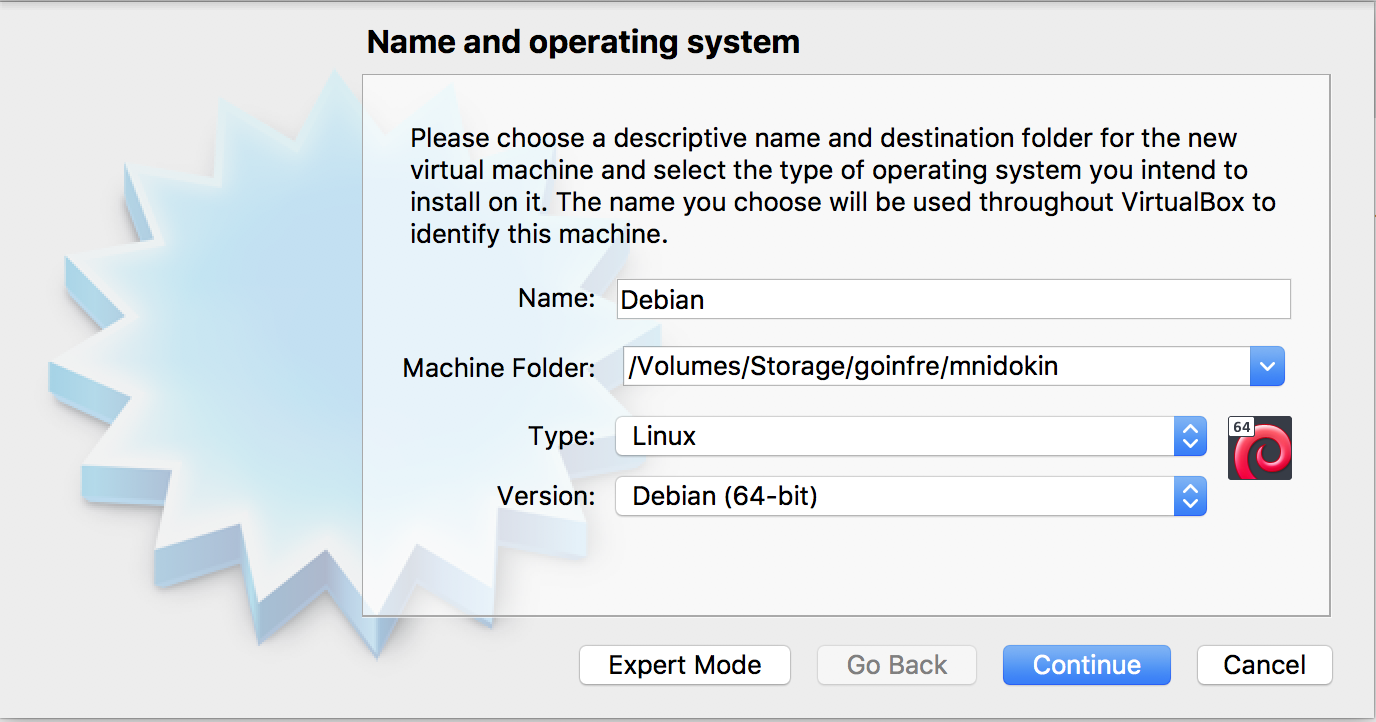 Name and operating system
Please choose a descriptive name and destination folder for the new
virtual machine and select the type of operating system you intend to
install on it. The name you choose will be used throughout VirtualBox to
identify this machine.
Name: Debian
Machine Folder: /Volumes/Storage/goinfre/mnidokin
Type: Linux
64
Version: Debian (64-bit)
Expert Mode Go Back Continue Cancel